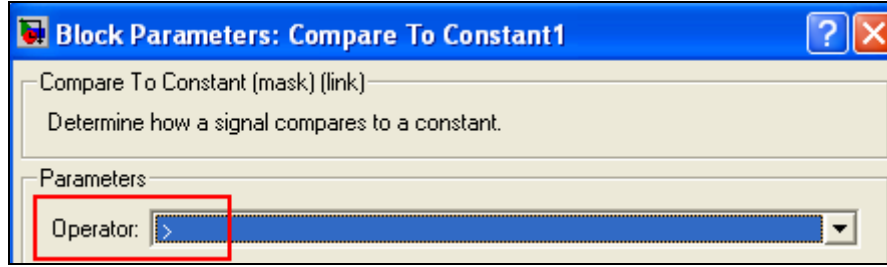 Block Parameters: Compare To Constant1
Compare To Constant (mask) (link)
Determine how a signal compares to a constant.
Parameters
Operator: >